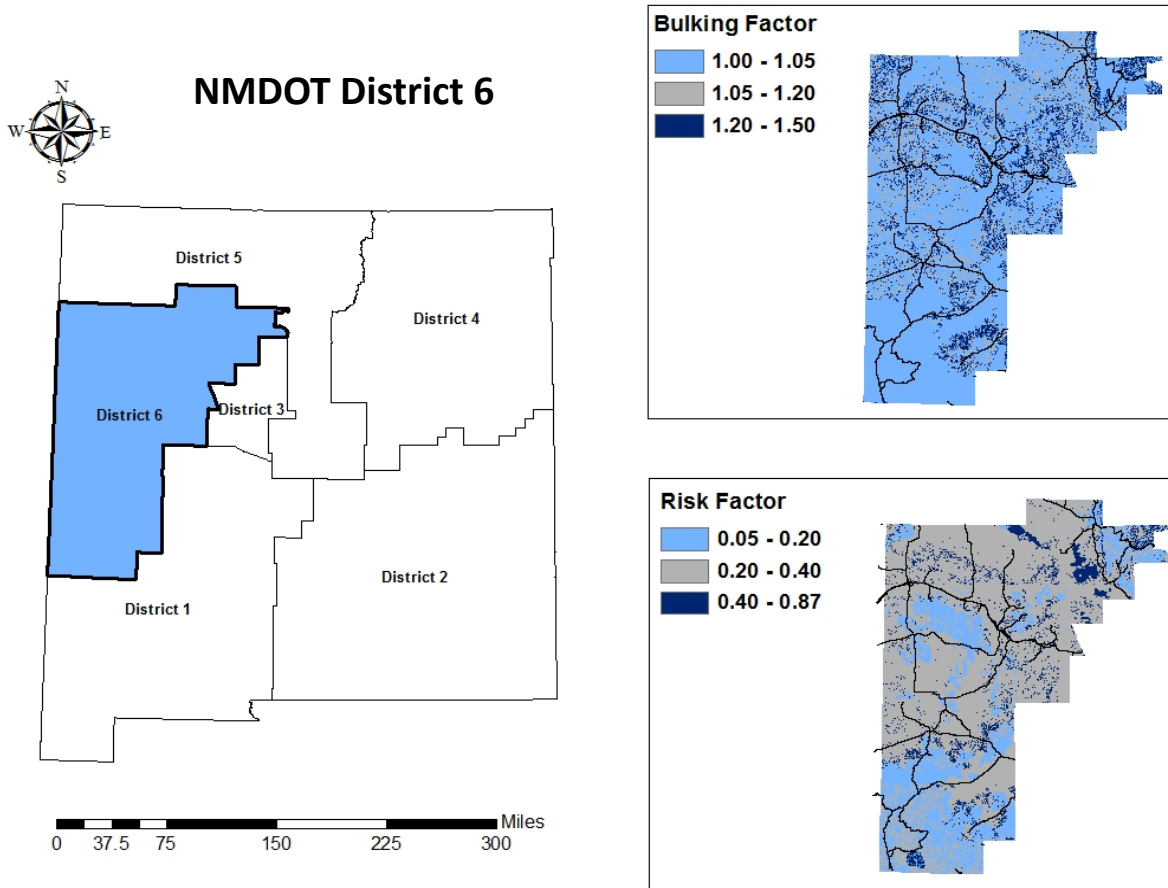 NMDOT District 6
N
W E
S
District 5
District 4
District 6
District 3
District 2
District 1
Miles
0 37.5 75 150 225 300
Bulking Factor
1.00 - 1.05
1.05 - 1.20
1.20 - 1.50
Risk Factor
0.05 - 0.20
0.20 - 0.40
0.40 - 0.87